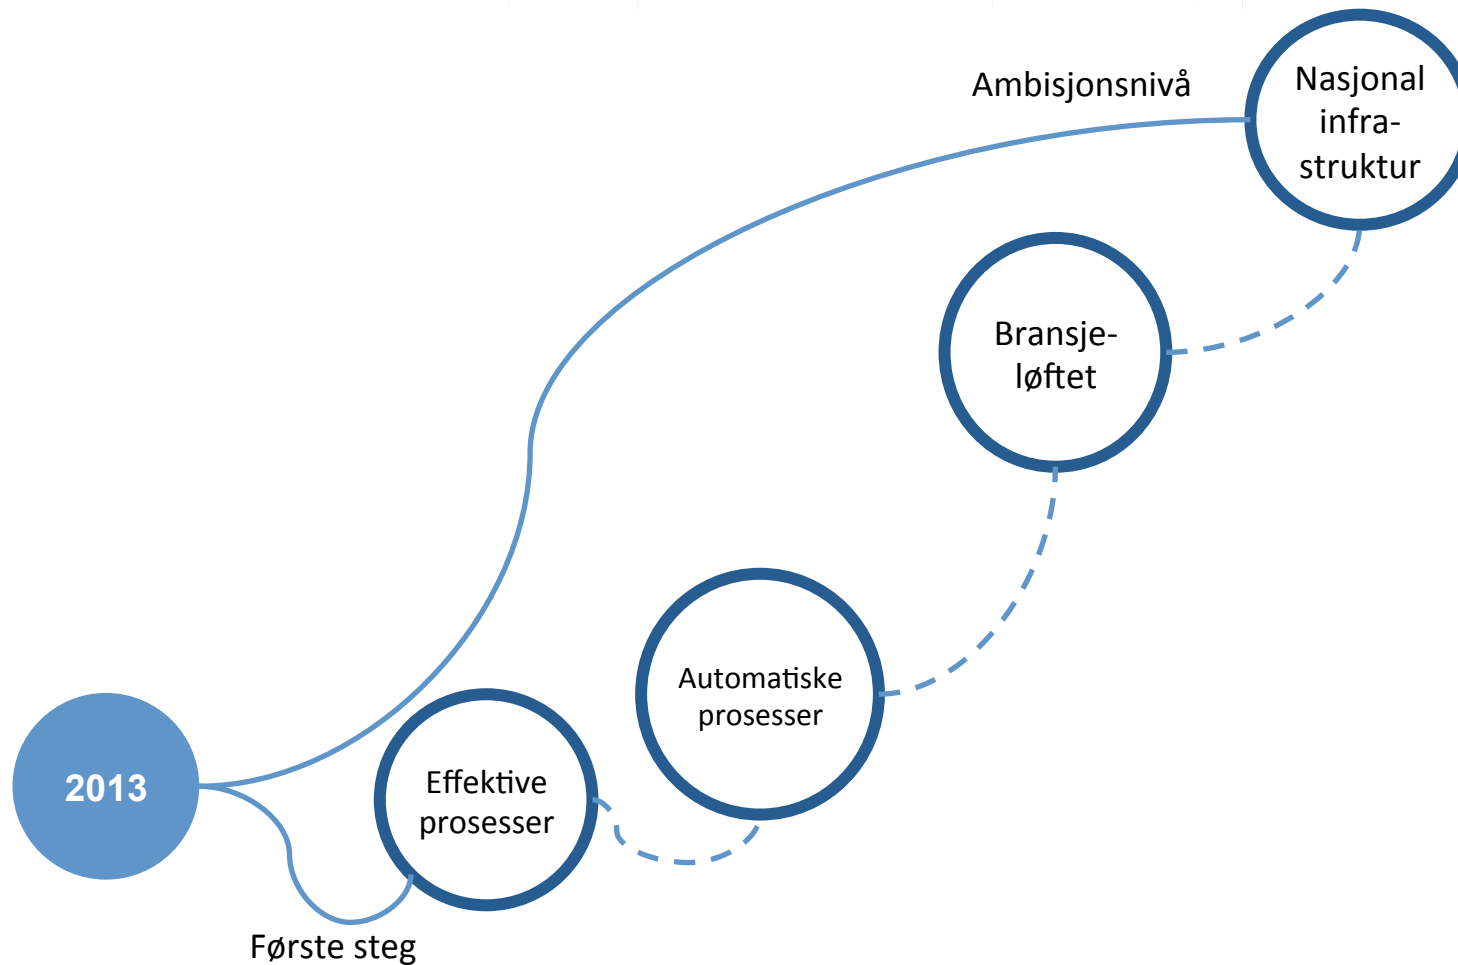 Ambisjonsnivå
Nasjonal
infra-
struktur
Bransje-
løftet
Automatiske
prosesser
Effektive
prosesser
2013
Første steg